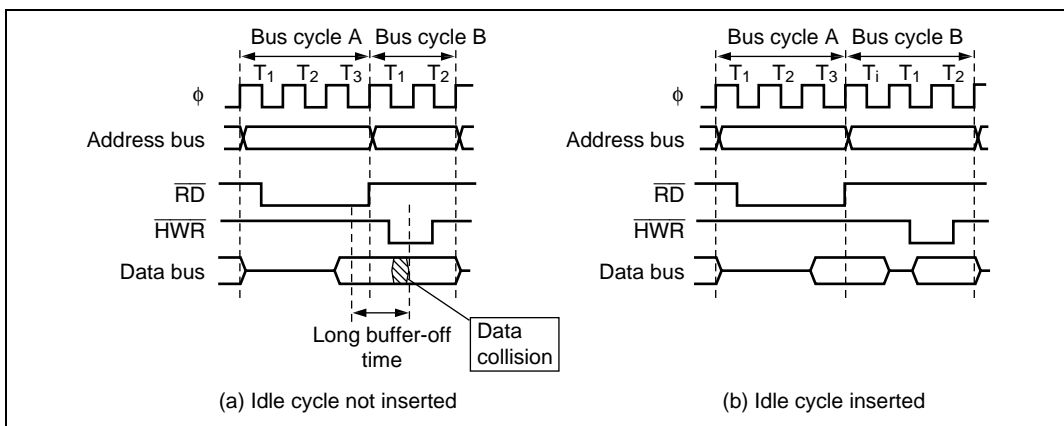 Bus cycle A Bus cycle B
T1 T2 T3 T1 T2
φ
Address bus
RD
HWR
Data bus
Long buffer-off
time
Data
collision
(a) Idle cycle not inserted
Bus cycle A Bus cycle B
T1 T2 T3 Ti T1 T2
φ
Address bus
RD
HWR
Data bus
(b) Idle cycle inserted